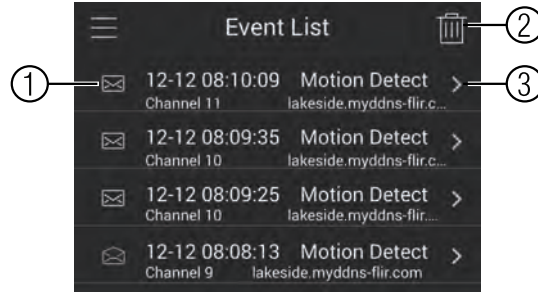 Event List
②
①
12-12 08:10:09 Motion Detect
③
Channel 11 lakeside.myddns-flir.c...
12-12 08:09:35 Motion Detect
Channel 10 lakeside.myddns-flir.c...
12-12 08:09:25 Motion Detect
Channel 10 lakeside.myddns-flir....
12-12 08:08:13 Motion Detect
Channel 9 lakeside.myddns-flir.com